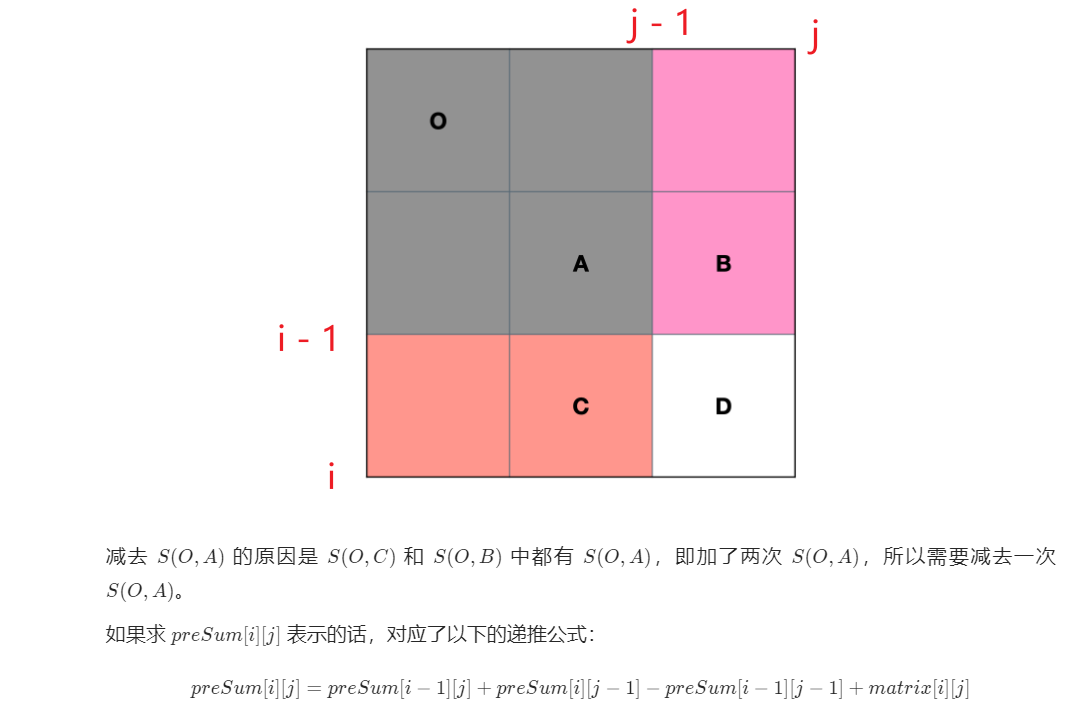 j - 1
j
O
A
B
i - 1
C
D
i
减去 S(O, A) 的原因是 S(O, C) 和 S(O, B) 中都有 S(O, A)，即加了两次 S(O, A)，所以需要减去一次
S(O, A)。
如果求 preSum[i][j] 表示的话，对应了以下的递推公式：
preSum[i][j] = preSum[i − 1][j] + preSum[i][j − 1] − preSum[i − 1][j − 1] + matrix[i][j]